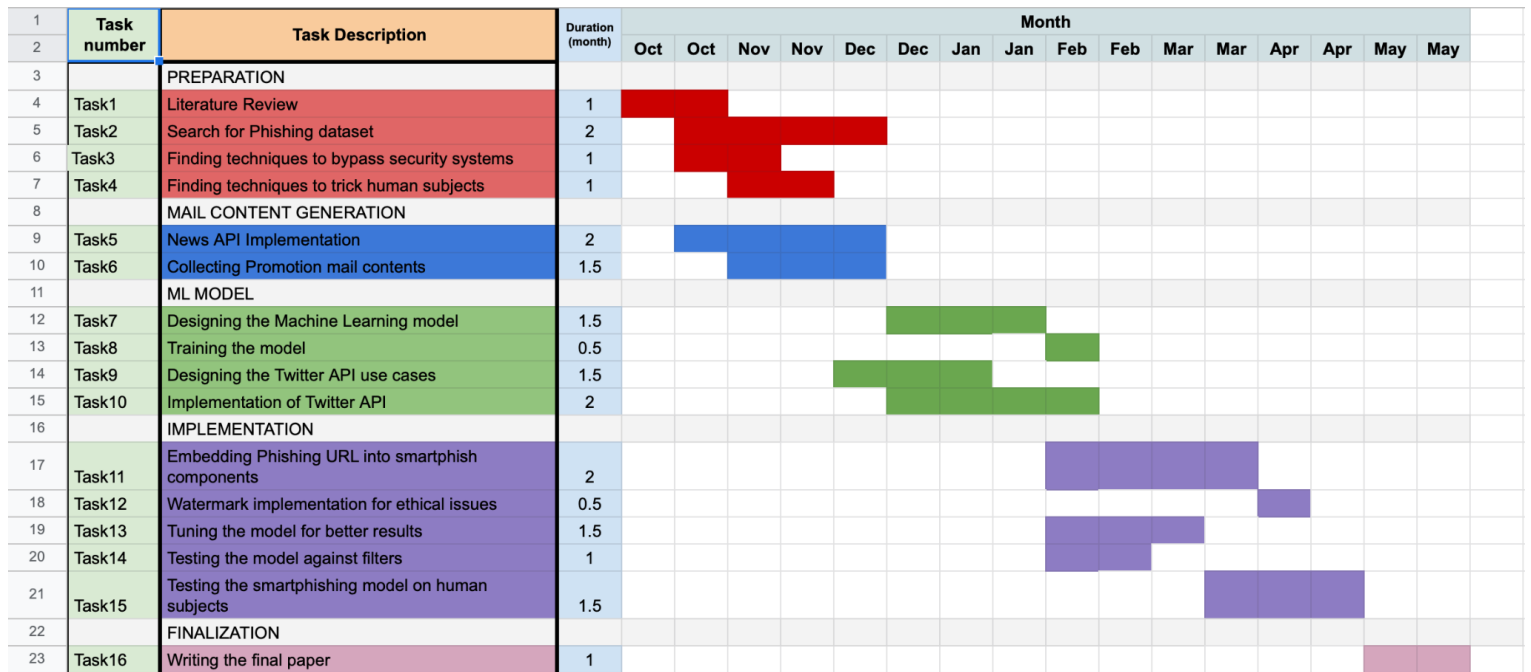 1 Task number Task Description Duration (month) Month
2 Oct Oct Nov Nov Dec Dec Jan Jan Feb Feb Mar Mar Apr Apr May May
3 PREPARATION
4 Task1 Literature Review 1
5 Task2 Search for Phishing dataset 2
6 Task3 Finding techniques to bypass security systems 1
7 Task4 Finding techniques to trick human subjects 1
8 MAIL CONTENT GENERATION
9 Task5 News API Implementation 2
10 Task6 Collecting Promotion mail contents 1.5
11 ML MODEL
12 Task7 Designing the Machine Learning model 1.5
13 Task8 Training the model 0.5
14 Task9 Designing the Twitter API use cases 1.5
15 Task10 Implementation of Twitter API 2
16 IMPLEMENTATION
17 Task11 Embedding Phishing URL into smartphish
components 2
18 Task12 Watermark implementation for ethical issues 0.5
19 Task13 Tuning the model for better results 1.5
20 Task14 Testing the model against filters 1
21 Task15 Testing the smartphishing model on human
subjects 1.5
22 FINALIZATION
23 Task16 Writing the final paper 1